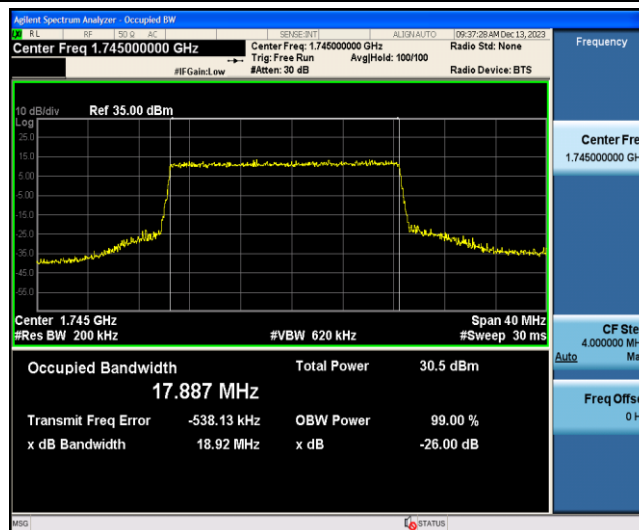 Agilent Spectrum Analyzer - Occupied BW
RL RF 50 Ω AC SENSE:INT ALIGN AUTO 09:37:28 AM Dec 13, 2023
Center Freq 1.745000000 GHz
Center Freq: 1.745000000 GHz
Radio Std: None
Trig: Free Run Avg|Hold: 100/100
#IFGain:Low
#Atten: 30 dB
Radio Device: BTS
10 dB/div Ref 35.00 dBm
Log
25.0
15.0
5.00
-5.00
-15.0
-25.0
-35.0
-45.0
-55.0
Center 1.745 GHz Span 40 MHz
#Res BW 200 kHz #VBW 620 kHz #Sweep 30 ms
Occupied Bandwidth Total Power 30.5 dBm
17.887 MHz
Transmit Freq Error -538.13 kHz OBW Power 99.00 %
x dB Bandwidth 18.92 MHz x dB -26.00 dB
MSG STATUS
Frequency
Center Fre
1.745000000 GH
CF Ste
4.000000 MH
Auto Ma
Freq Offse
0 H